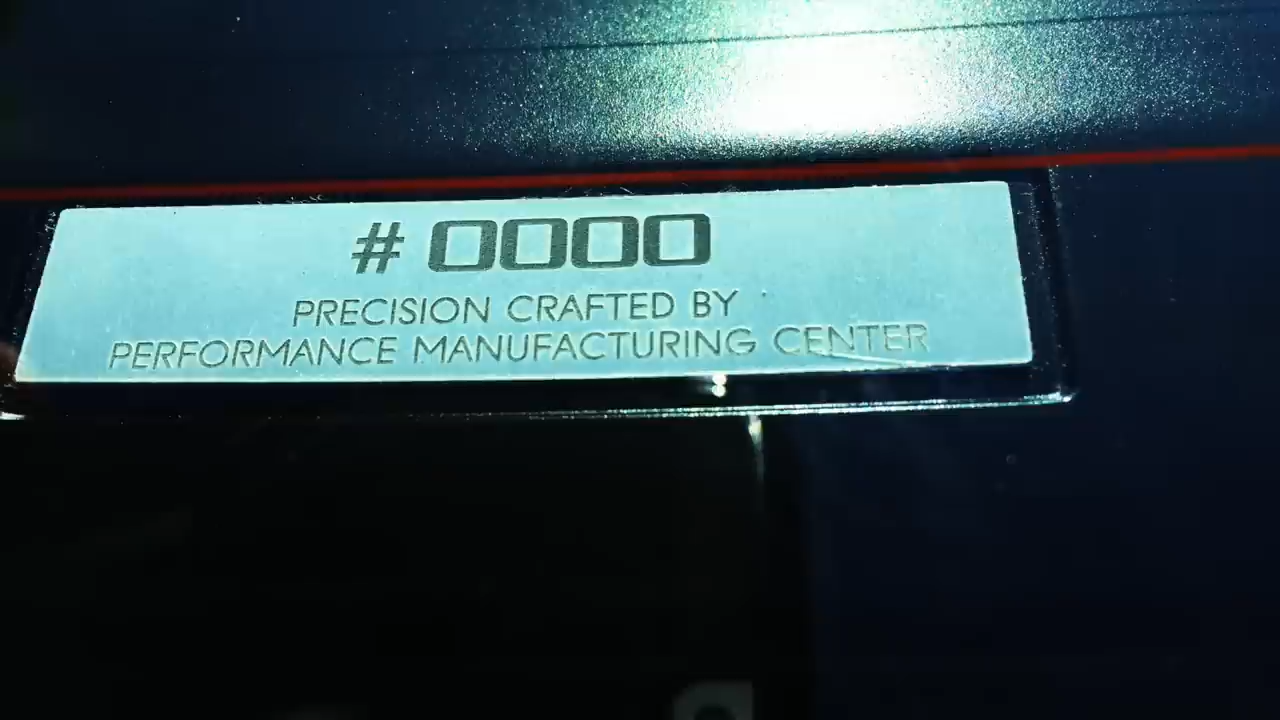 # 0000
PRECISION CRAFTED BY
PERFORMANCE MANUFACTURING CENTER